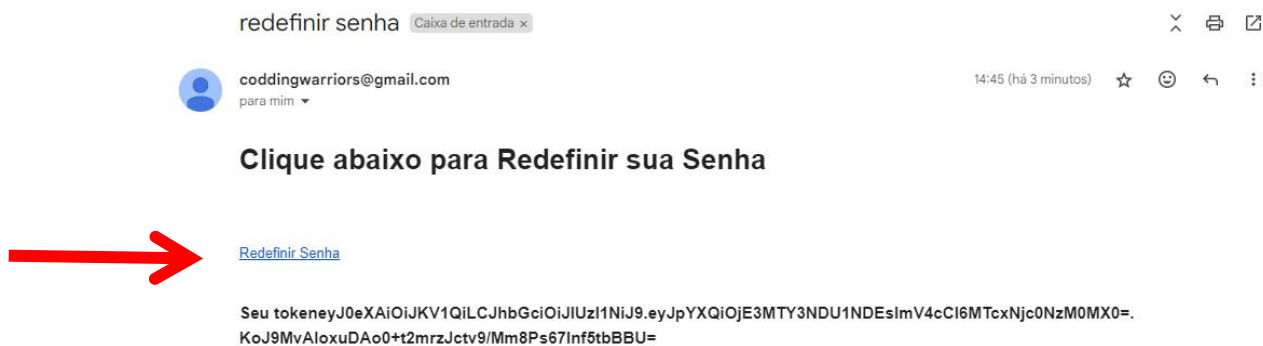 redefinir senha Caixa de entrada ×
coddingwarriors@gmail.com 14:45 (há 3 minutos)
para mim
Clique abaixo para Redefinir sua Senha
Redefinir Senha
Seu tokeneyJ0eXAiOiJKV1QiLCJhbGciOiJIUzI1NiJ9.eyJpYXQiOjE3MTY3NDU1NDEsImV4cCI6MTcxNjc0NzM0MX0=.
KoJ9MvAIoxuDAo0+t2mrzJctv9/Mm8Ps67Inf5tbBBU=